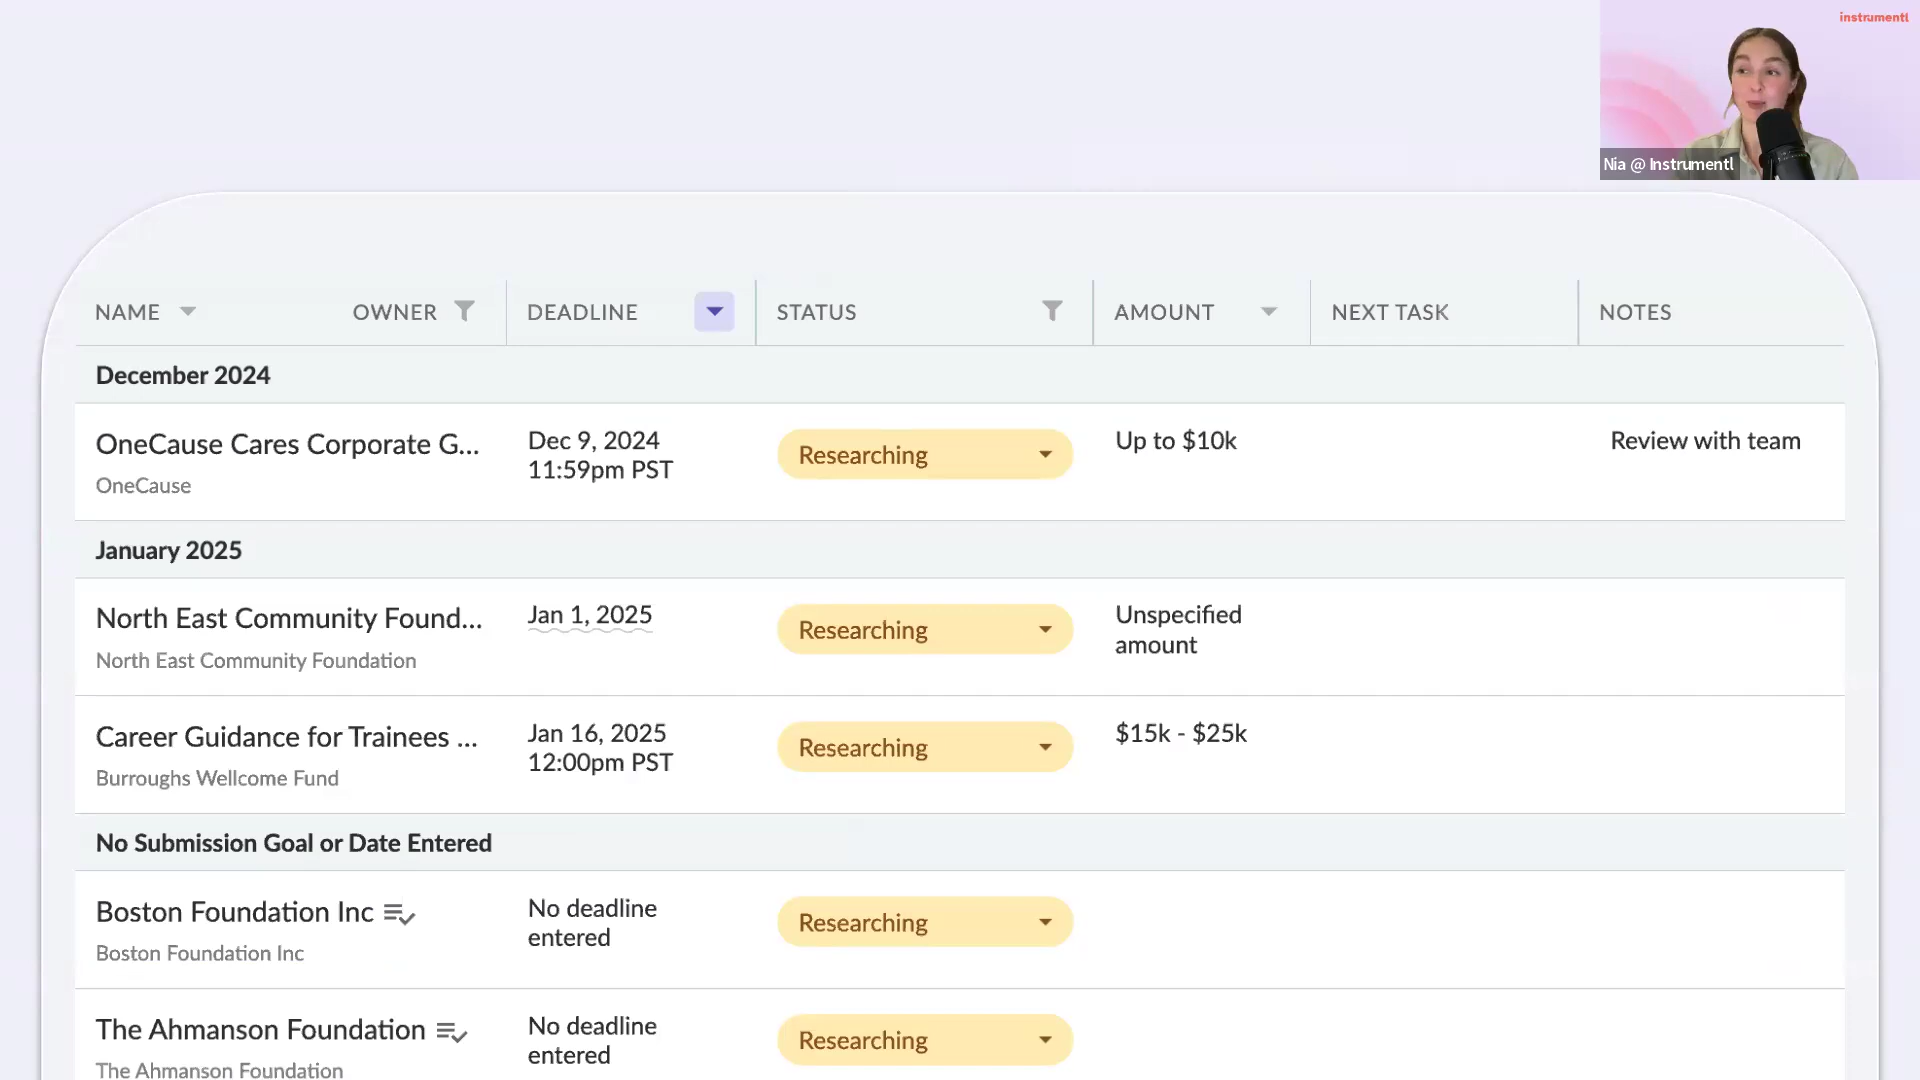 instrumentl
Nia @ Instrumentl
NAME OWNER DEADLINE STATUS AMOUNT NEXT TASK NOTES
December 2024
OneCause Cares Corporate G... Dec 9, 2024 Researching Up to $10k Review with team
11:59pm PST
OneCause
January 2025
North East Community Found... Jan 1, 2025 Researching Unspecified
amount
North East Community Foundation
Career Guidance for Trainees ... Jan 16, 2025 Researching $15k - $25k
12:00pm PST
Burroughs Wellcome Fund
No Submission Goal or Date Entered
Boston Foundation Inc No deadline Researching
entered
Boston Foundation Inc
The Ahmanson Foundation No deadline Researching
entered
The Ahmanson Foundation